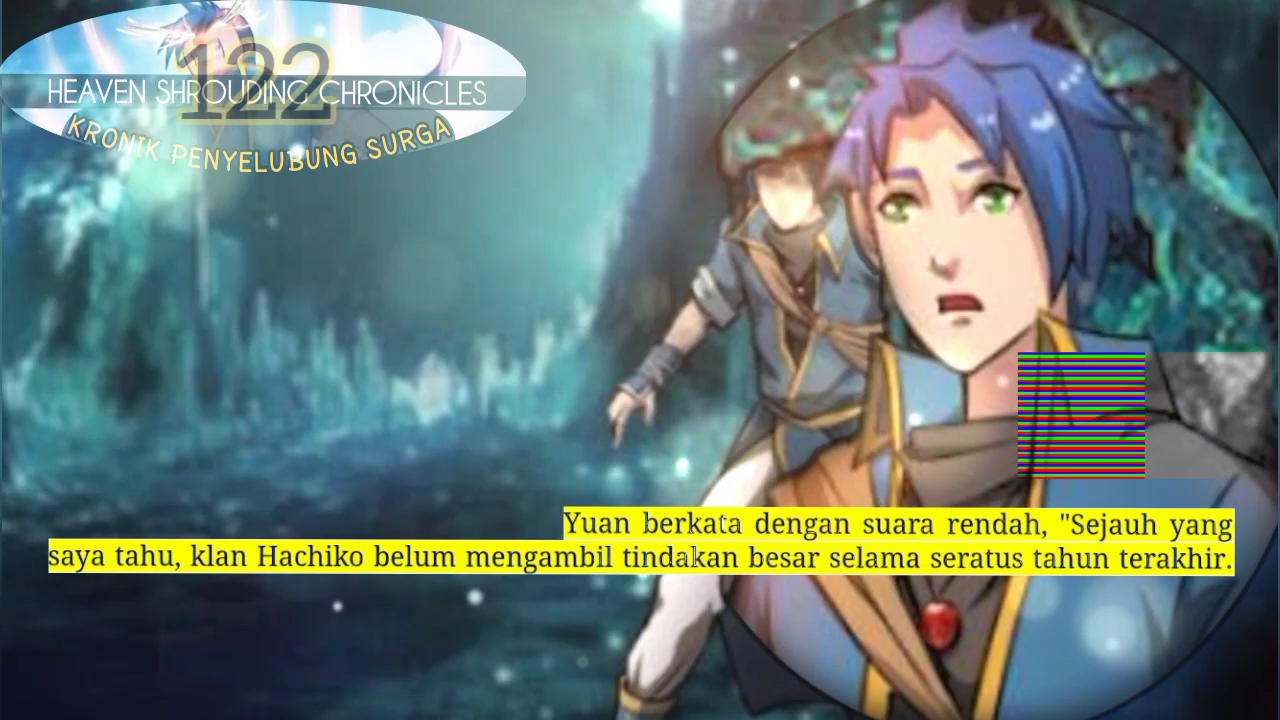 122
HEAVEN SHROUDING CHRONICLES
KRONIK PENYELUBUNG SURGA
Yuan berkata dengan suara rendah, "Sejauh yang
saya tahu, klan Hachiko belum mengambil tindakan besar selama seratus tahun terakhir.